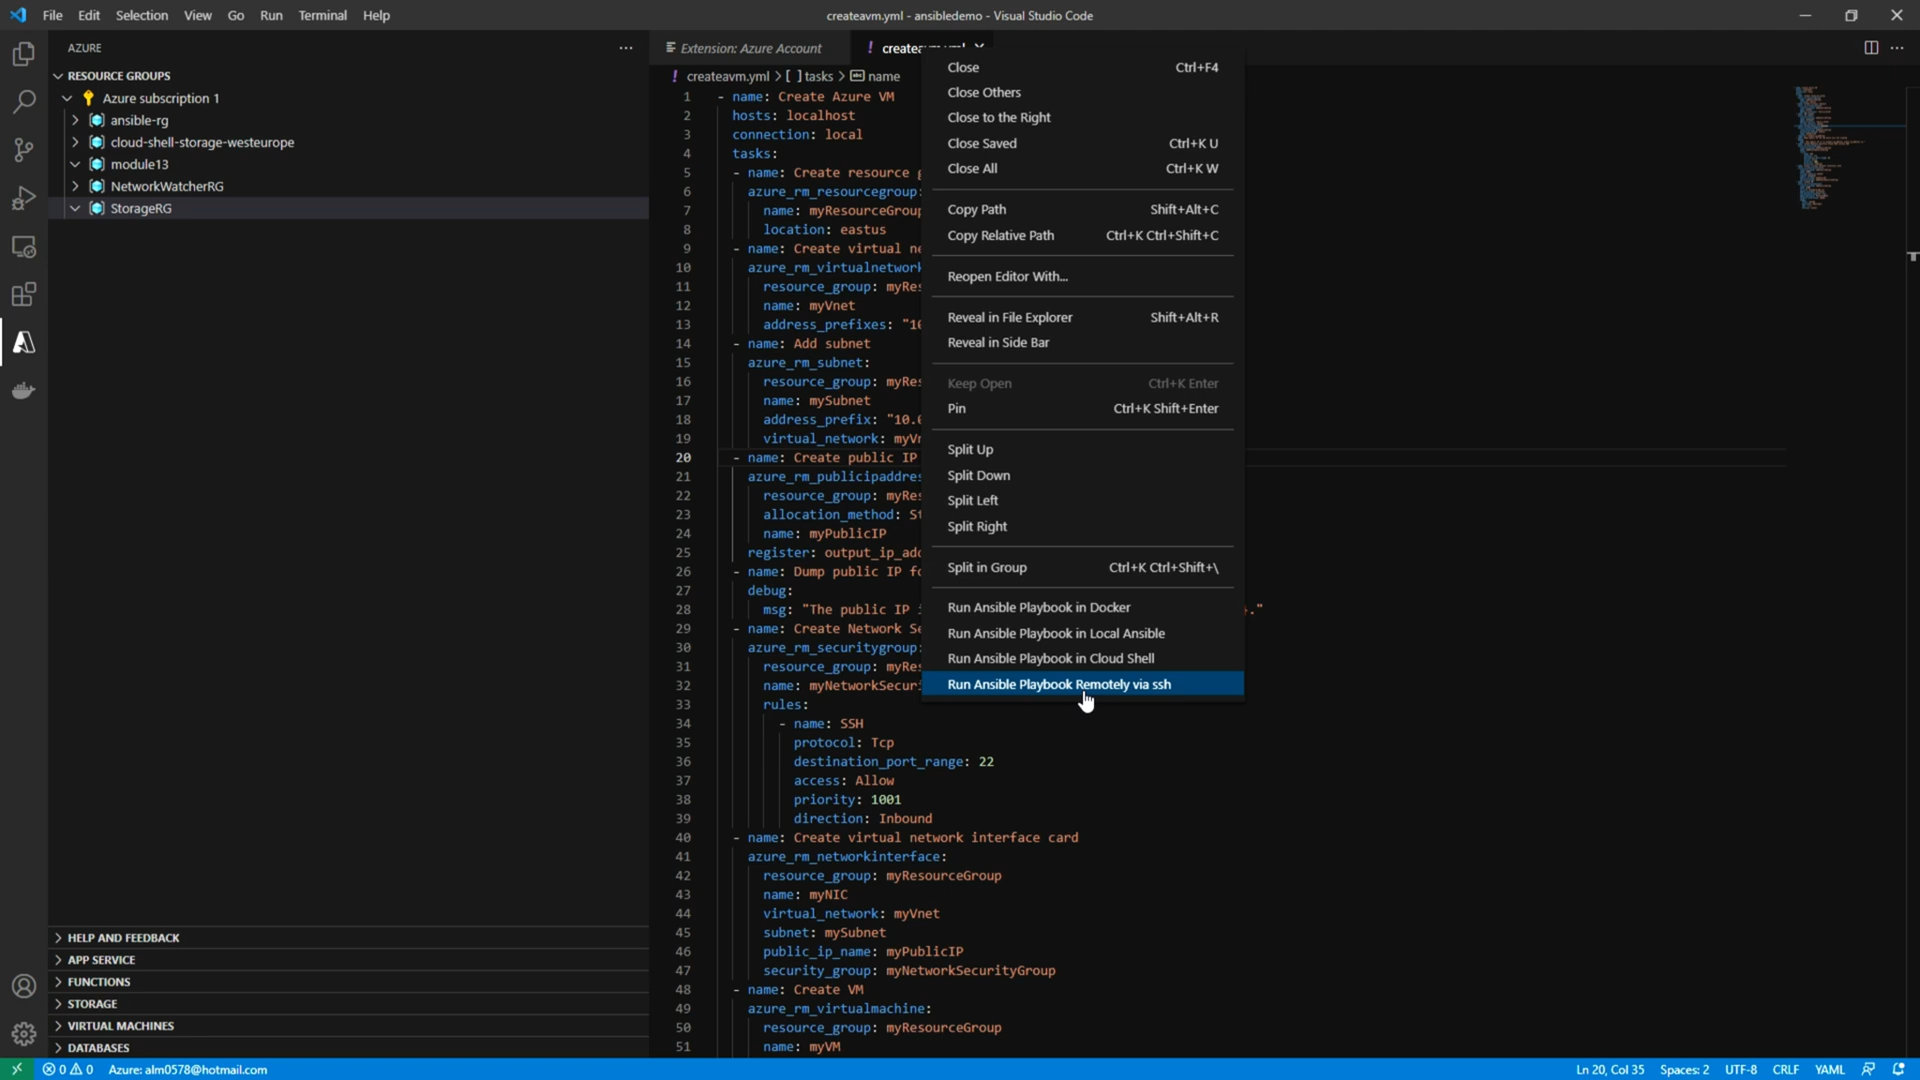 File Edit Selection View Go Run Terminal Help
createavm.yml - ansibledemo - Visual Studio Code
AZURE
RESOURCE GROUPS
Azure subscription 1
ansible-rg
cloud-shell-storage-westeurope
module13
NetworkWatcherRG
StorageRG
HELP AND FEEDBACK
APP SERVICE
FUNCTIONS
STORAGE
VIRTUAL MACHINES
DATABASES
Extension: Azure Account
! createavm.yml
! createavm.yml > [ ] tasks > abc name
1 - name: Create Azure VM
2 hosts: localhost
3 connection: local
4 tasks:
5 - name: Create resource g
6 azure_rm_resourcegroup:
7 name: myResourceGroup
8 location: eastus
9 - name: Create virtual ne
10 azure_rm_virtualnetwork
11 resource_group: myRes
12 name: myVnet
13 address_prefixes: "10
14 - name: Add subnet
15 azure_rm_subnet:
16 resource_group: myRes
17 name: mySubnet
18 address_prefix: "10.0
19 virtual_network: myVn
20 - name: Create public IP
21 azure_rm_publicipaddres
22 resource_group: myRes
23 allocation_method: St
24 name: myPublicIP
25 register: output_ip_add
26 - name: Dump public IP fo
27 debug:
28 msg: "The public IP i ."
29 - name: Create Network Se
30 azure_rm_securitygroup:
31 resource_group: myRes
32 name: myNetworkSecuri
33 rules:
34 - name: SSH
35 protocol: Tcp
36 destination_port_range: 22
37 access: Allow
38 priority: 1001
39 direction: Inbound
40 - name: Create virtual network interface card
41 azure_rm_networkinterface:
42 resource_group: myResourceGroup
43 name: myNIC
44 virtual_network: myVnet
45 subnet: mySubnet
46 public_ip_name: myPublicIP
47 security_group: myNetworkSecurityGroup
48 - name: Create VM
49 azure_rm_virtualmachine:
50 resource_group: myResourceGroup
51 name: myVM
Close Ctrl+F4
Close Others
Close to the Right
Close Saved Ctrl+K U
Close All Ctrl+K W
Copy Path Shift+Alt+C
Copy Relative Path Ctrl+K Ctrl+Shift+C
Reopen Editor With...
Reveal in File Explorer Shift+Alt+R
Reveal in Side Bar
Keep Open Ctrl+K Enter
Pin Ctrl+K Shift+Enter
Split Up
Split Down
Split Left
Split Right
Split in Group Ctrl+K Ctrl+Shift+\
Run Ansible Playbook in Docker
Run Ansible Playbook in Local Ansible
Run Ansible Playbook in Cloud Shell
Run Ansible Playbook Remotely via ssh
0 0 Azure: alm0578@hotmail.com
Ln 20, Col 35 Spaces: 2 UTF-8 CRLF YAML